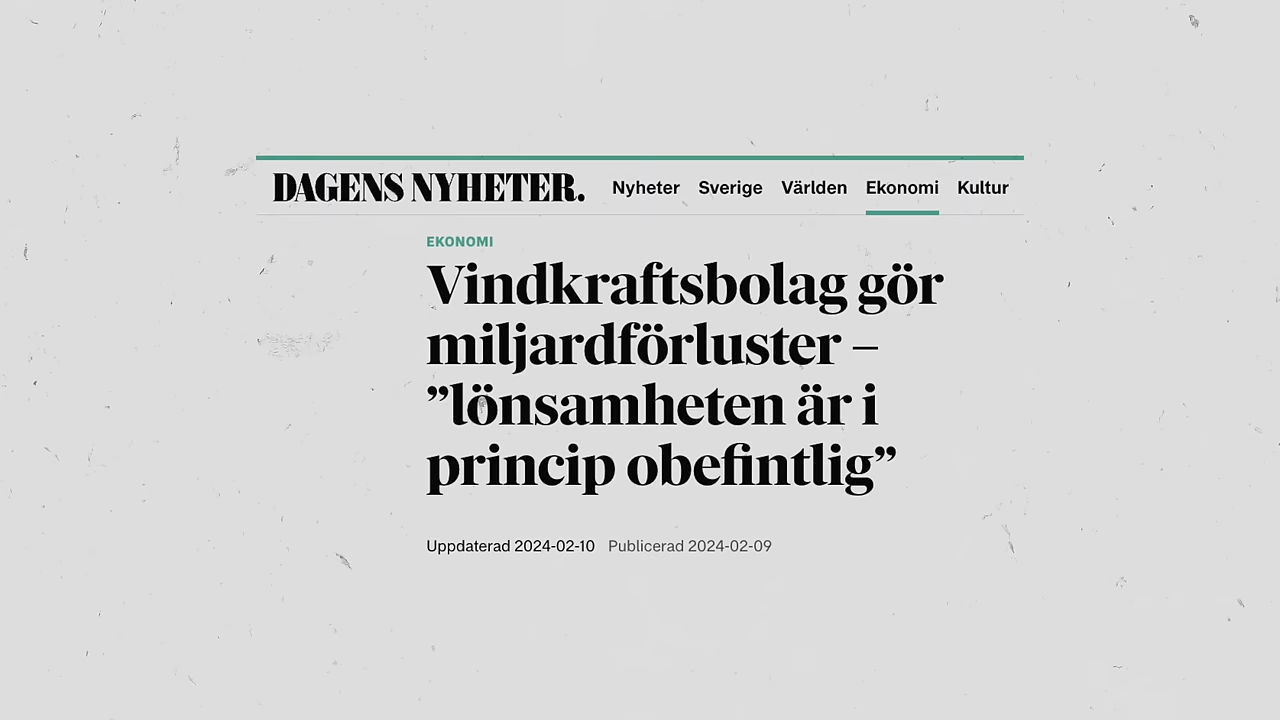 DAGENS NYHETER. Nyheter Sverige Världen Ekonomi Kultur
EKONOMI
Vindkraftsbolag gör
miljardförluster –
”lönsamheten är i
princip obefintlig”
Uppdaterad 2024-02-10 Publicerad 2024-02-09